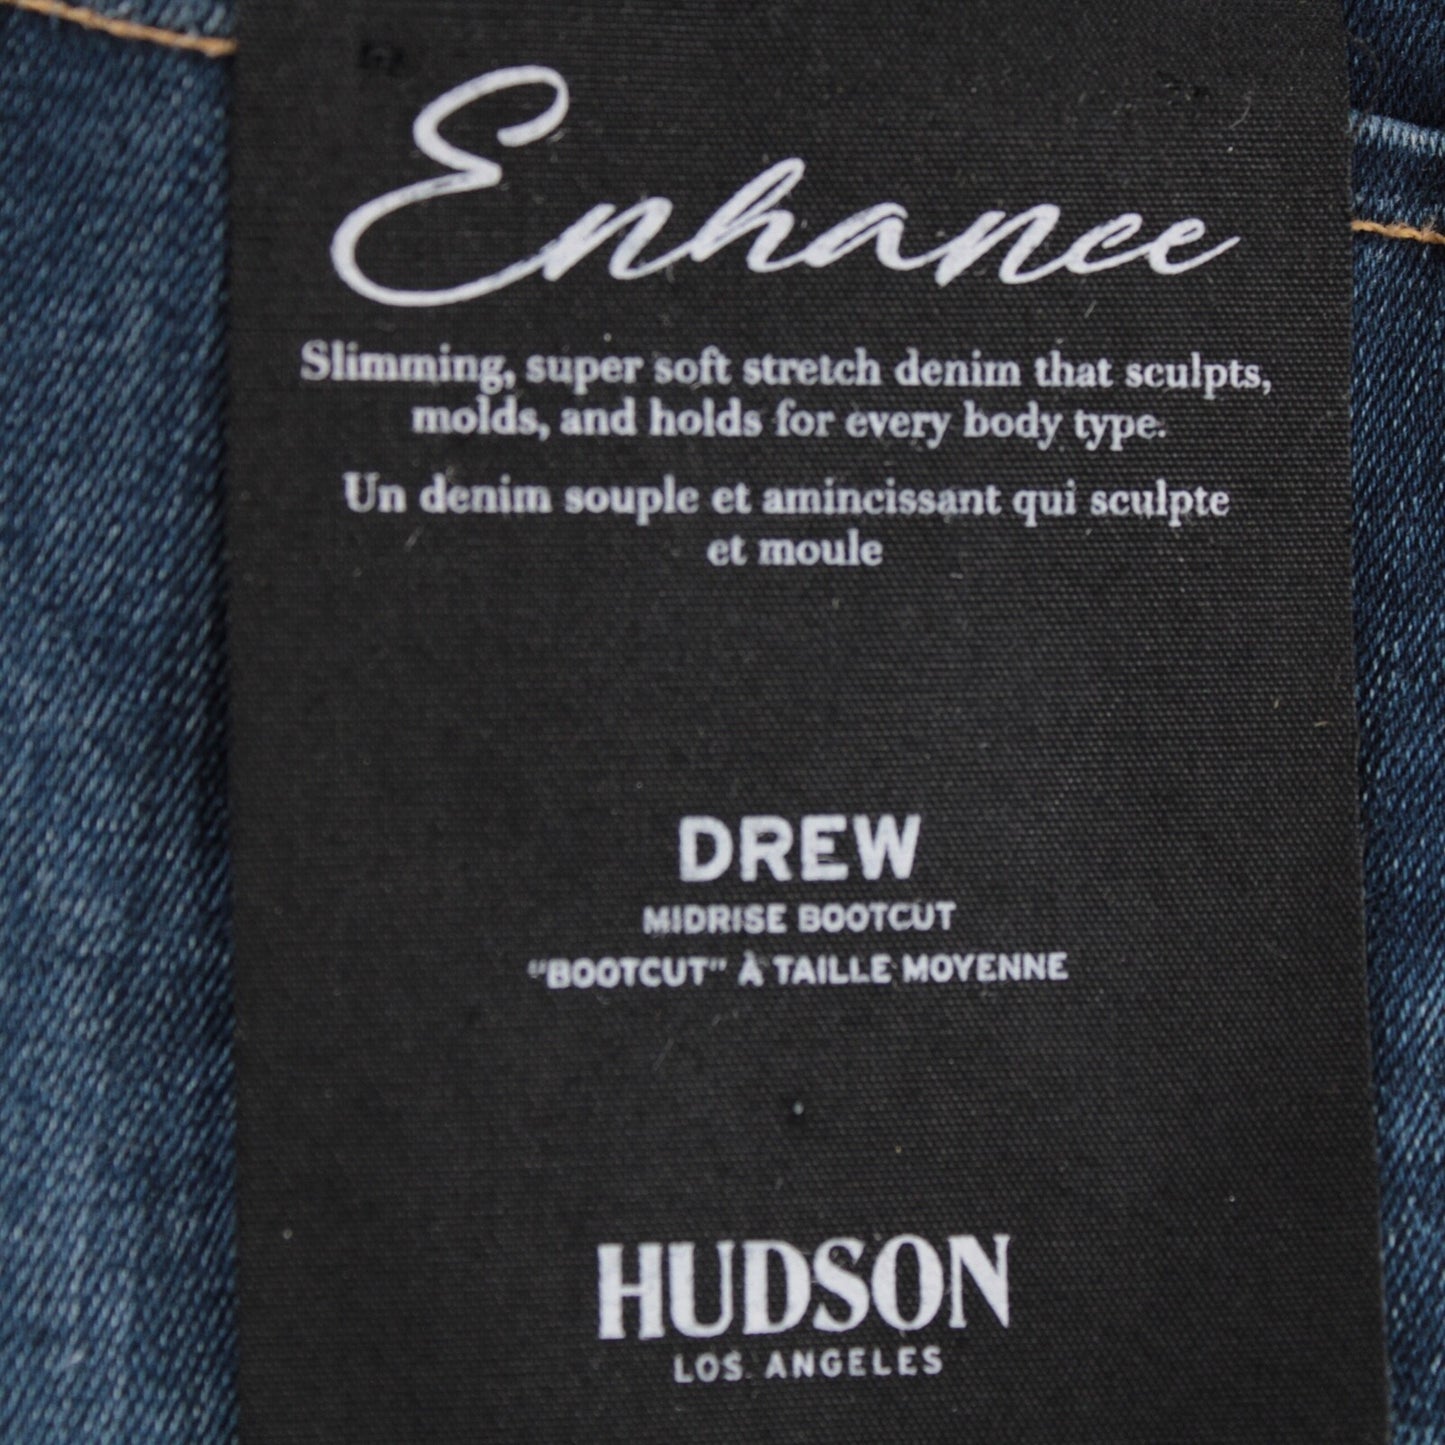 Enhance
Slimming, super soft stretch denim that sculpts,
molds, and holds for every body type.
Un denim souple et amincissant qui sculpte
et moule
DREW
MIDRISE BOOTCUT
"BOOTCUT" À TAILLE MOYENNE
HUDSON
LOS ANGELES